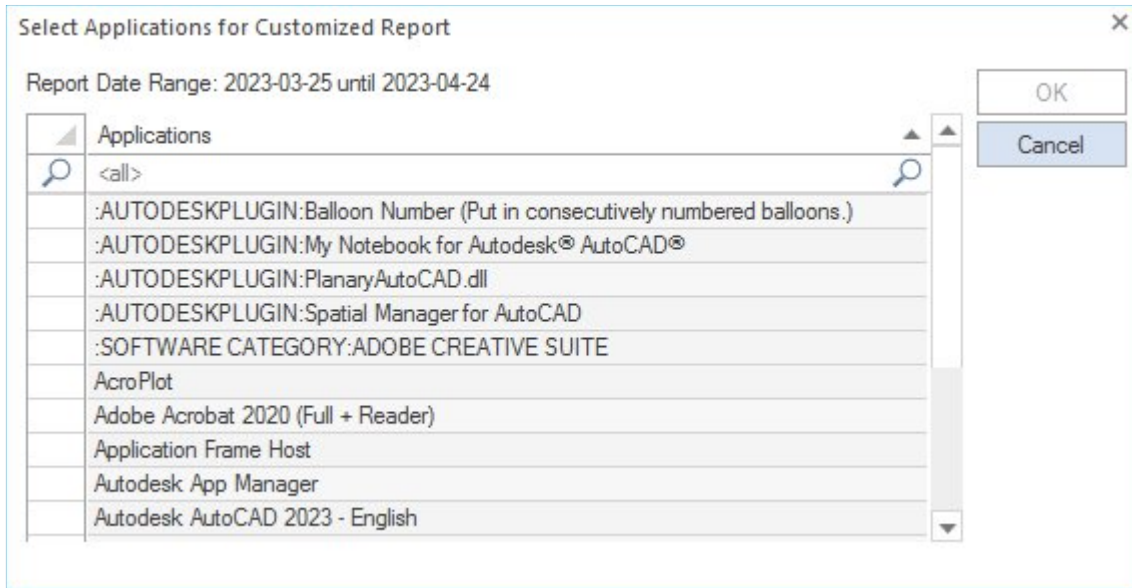 Select Applications for Customized Report
Report Date Range: 2023-03-25 until 2023-04-24
OK
Cancel
Applications
<all>
:AUTODESKPLUGIN:Balloon Number (Put in consecutively numbered balloons.)
:AUTODESKPLUGIN:My Notebook for Autodesk® AutoCAD®
:AUTODESKPLUGIN:PlanaryAutoCAD.dll
:AUTODESKPLUGIN:Spatial Manager for AutoCAD
:SOFTWARE CATEGORY:ADOBE CREATIVE SUITE
AcroPlot
Adobe Acrobat 2020 (Full + Reader)
Application Frame Host
Autodesk App Manager
Autodesk AutoCAD 2023 - English